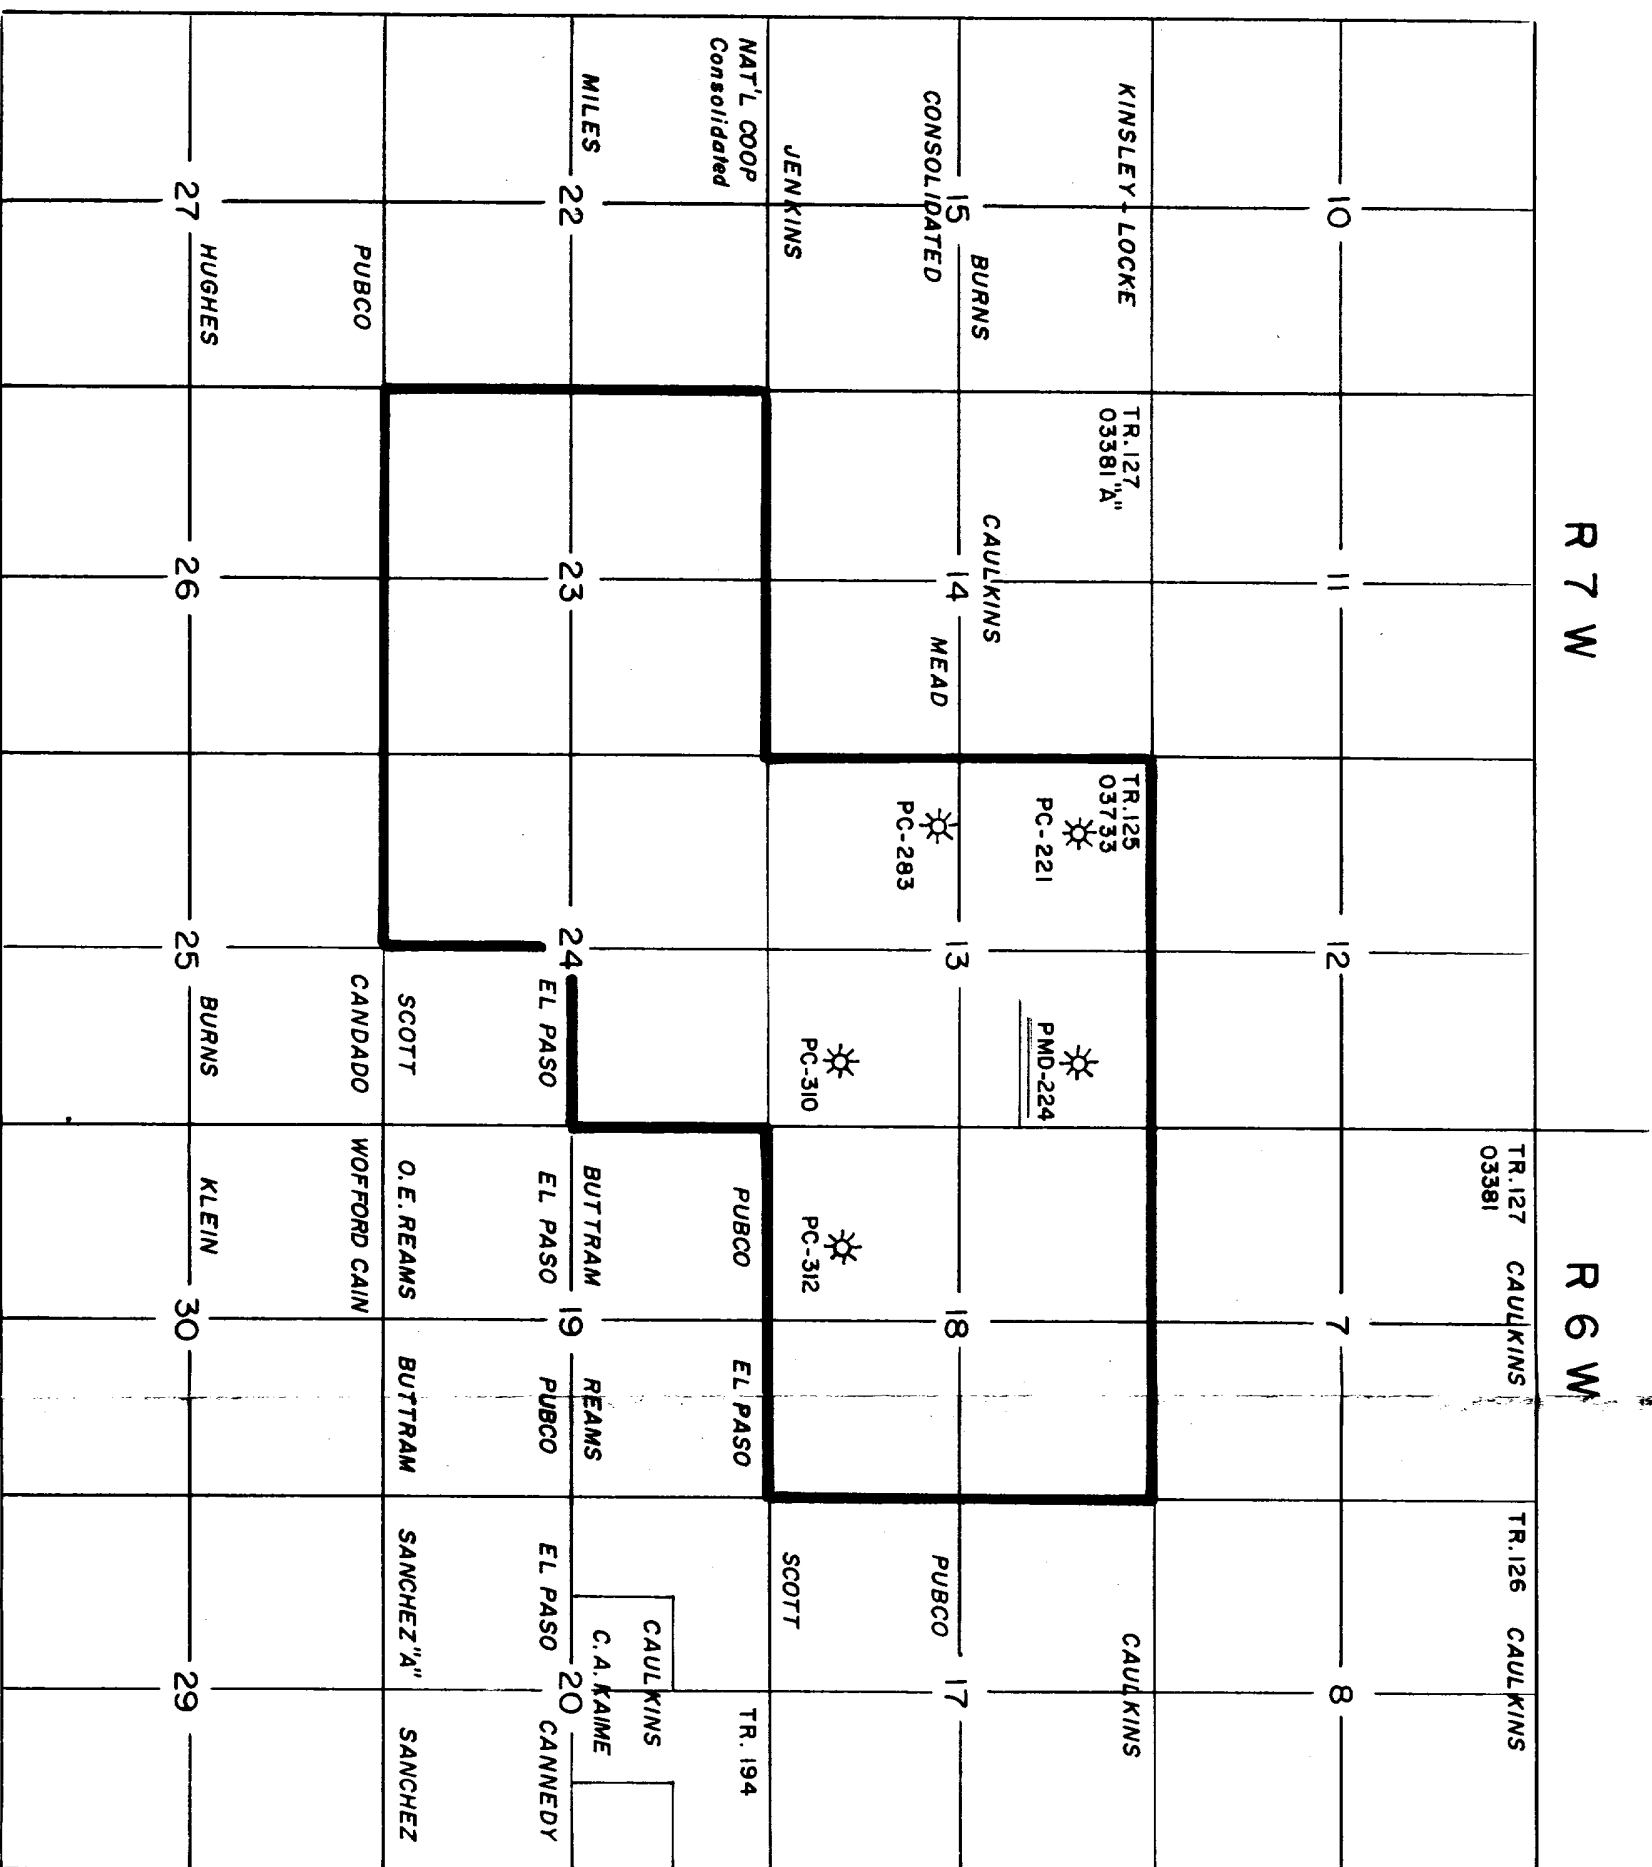 R 7 W
R 6 W
TR.127 CAULKINS
03381
TR.126 CAULKINS
10
11
12
7
8
KINSLEY-LOCKE
TR.127
03381 "A"
TR.125
03733
CAULKINS
PC-221
PMD-224
BURNS
CAULKINS
15
14
13
18
17
CONSOLIDATED
MEAD
PC-283
PUBCO
JENKINS
PC-310
PC-312
SCOTT
NAT'L COOP
Consolidated
PUBCO
EL PASO
TR. 194
CAULKINS
MILES
BUTTRAM
REAMS
C.A. KAIME
22
23
24
19
20
EL PASO
EL PASO
PUBCO
EL PASO
CANNEDY
SCOTT
O.E. REAMS
BUTTRAM
SANCHEZ "A"
SANCHEZ
PUBCO
CANDADO
WOFFORD CAIN
HUGHES
BURNS
KLEIN
27
26
25
30
29